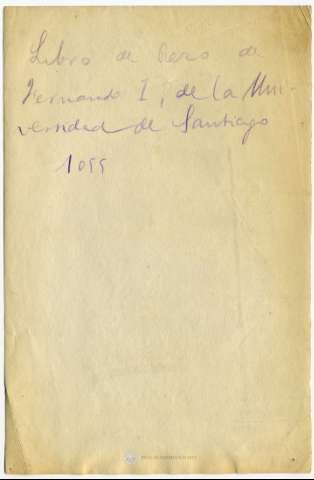 Libro de horas de
Fernando I, de la Uni-
versidad de Santiago
1055